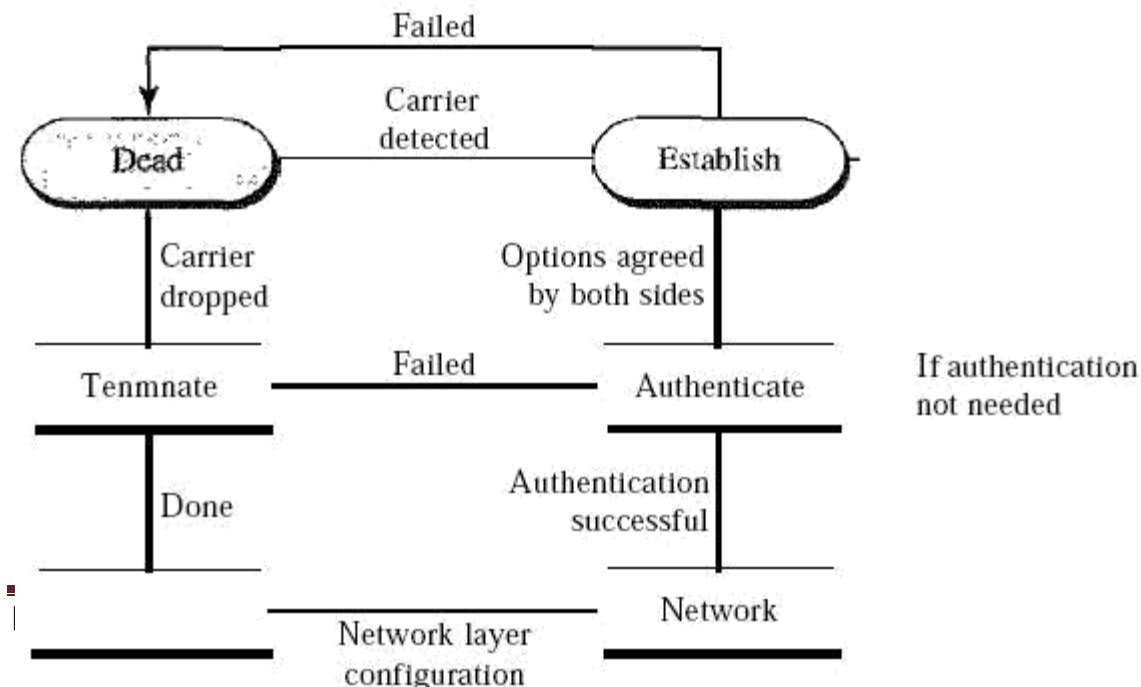 Failed
Carrier
detected
Dead
Establish
Carrier
dropped
Options agreed
by both sides
Failed
Tenmnate
Authenticate
If authentication
not needed
Done
Authentication
successful
Network
Network layer
configuration